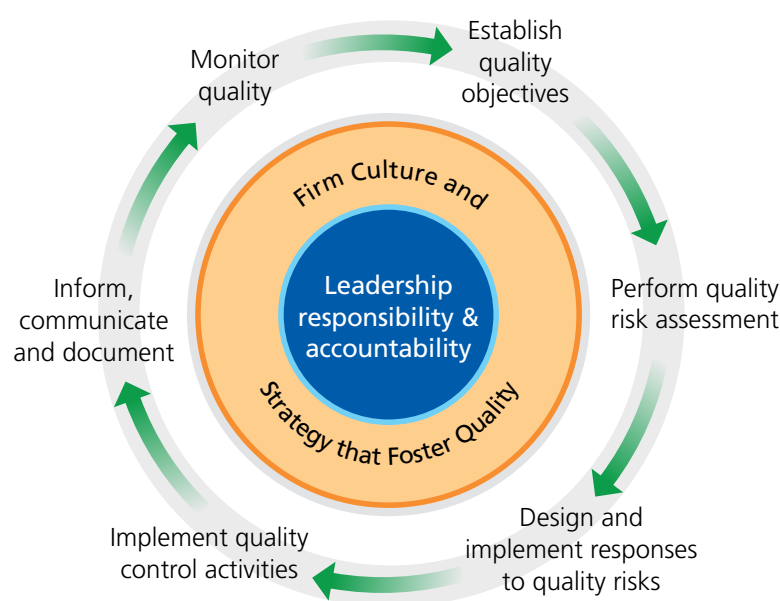 Establish
quality
objectives
Perform quality
risk assessment
Design and
implement responses
to quality risks
Implement quality
control activities
Inform,
communicate
and document
Monitor
quality
Firm Culture and
Strategy that Foster Quality
Leadership
responsibility &
accountability